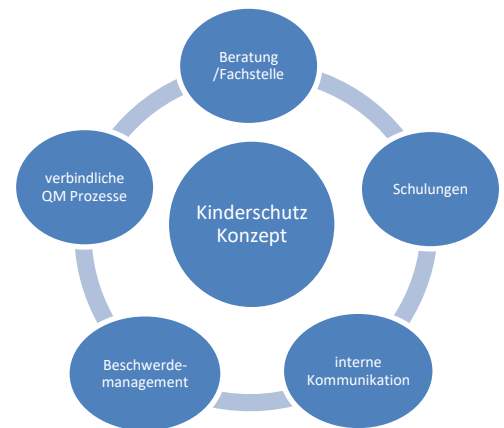 Beratung
/Fachstelle
Schulungen
interne
Kommunikation
Beschwerde-
management
verbindliche
QM Prozesse
Kinderschutz
Konzept